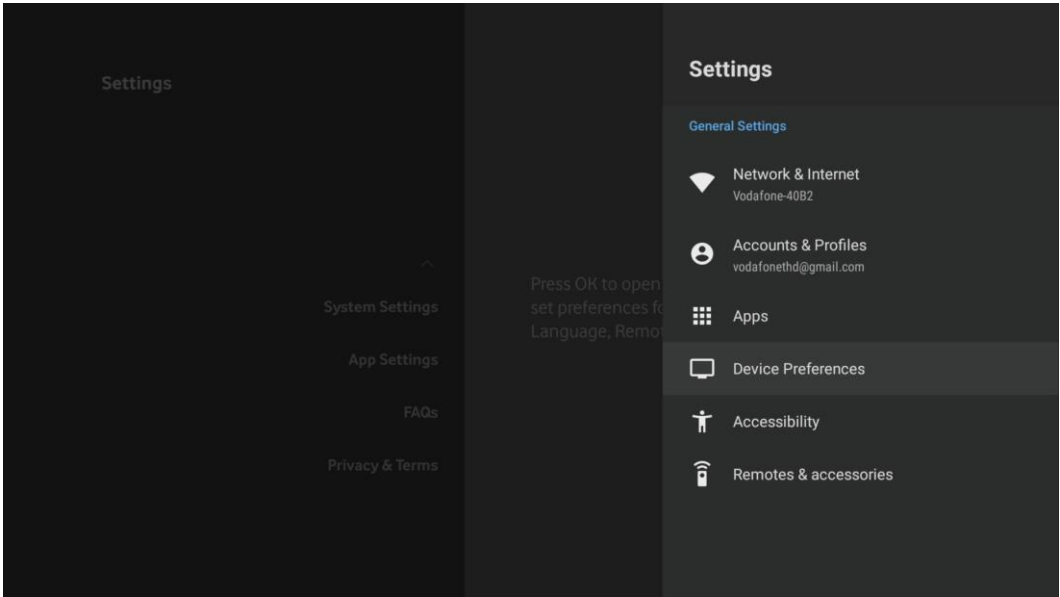 Settings
System Settings
App Settings
FAQs
Privacy & Terms
Press OK to open
set preferences fo
Language, Remo
Settings
General Settings
Network & Internet
Vodafone-40B2
Accounts & Profiles
vodafonethd@gmail.com
Apps
Device Preferences
Accessibility
Remotes & accessories